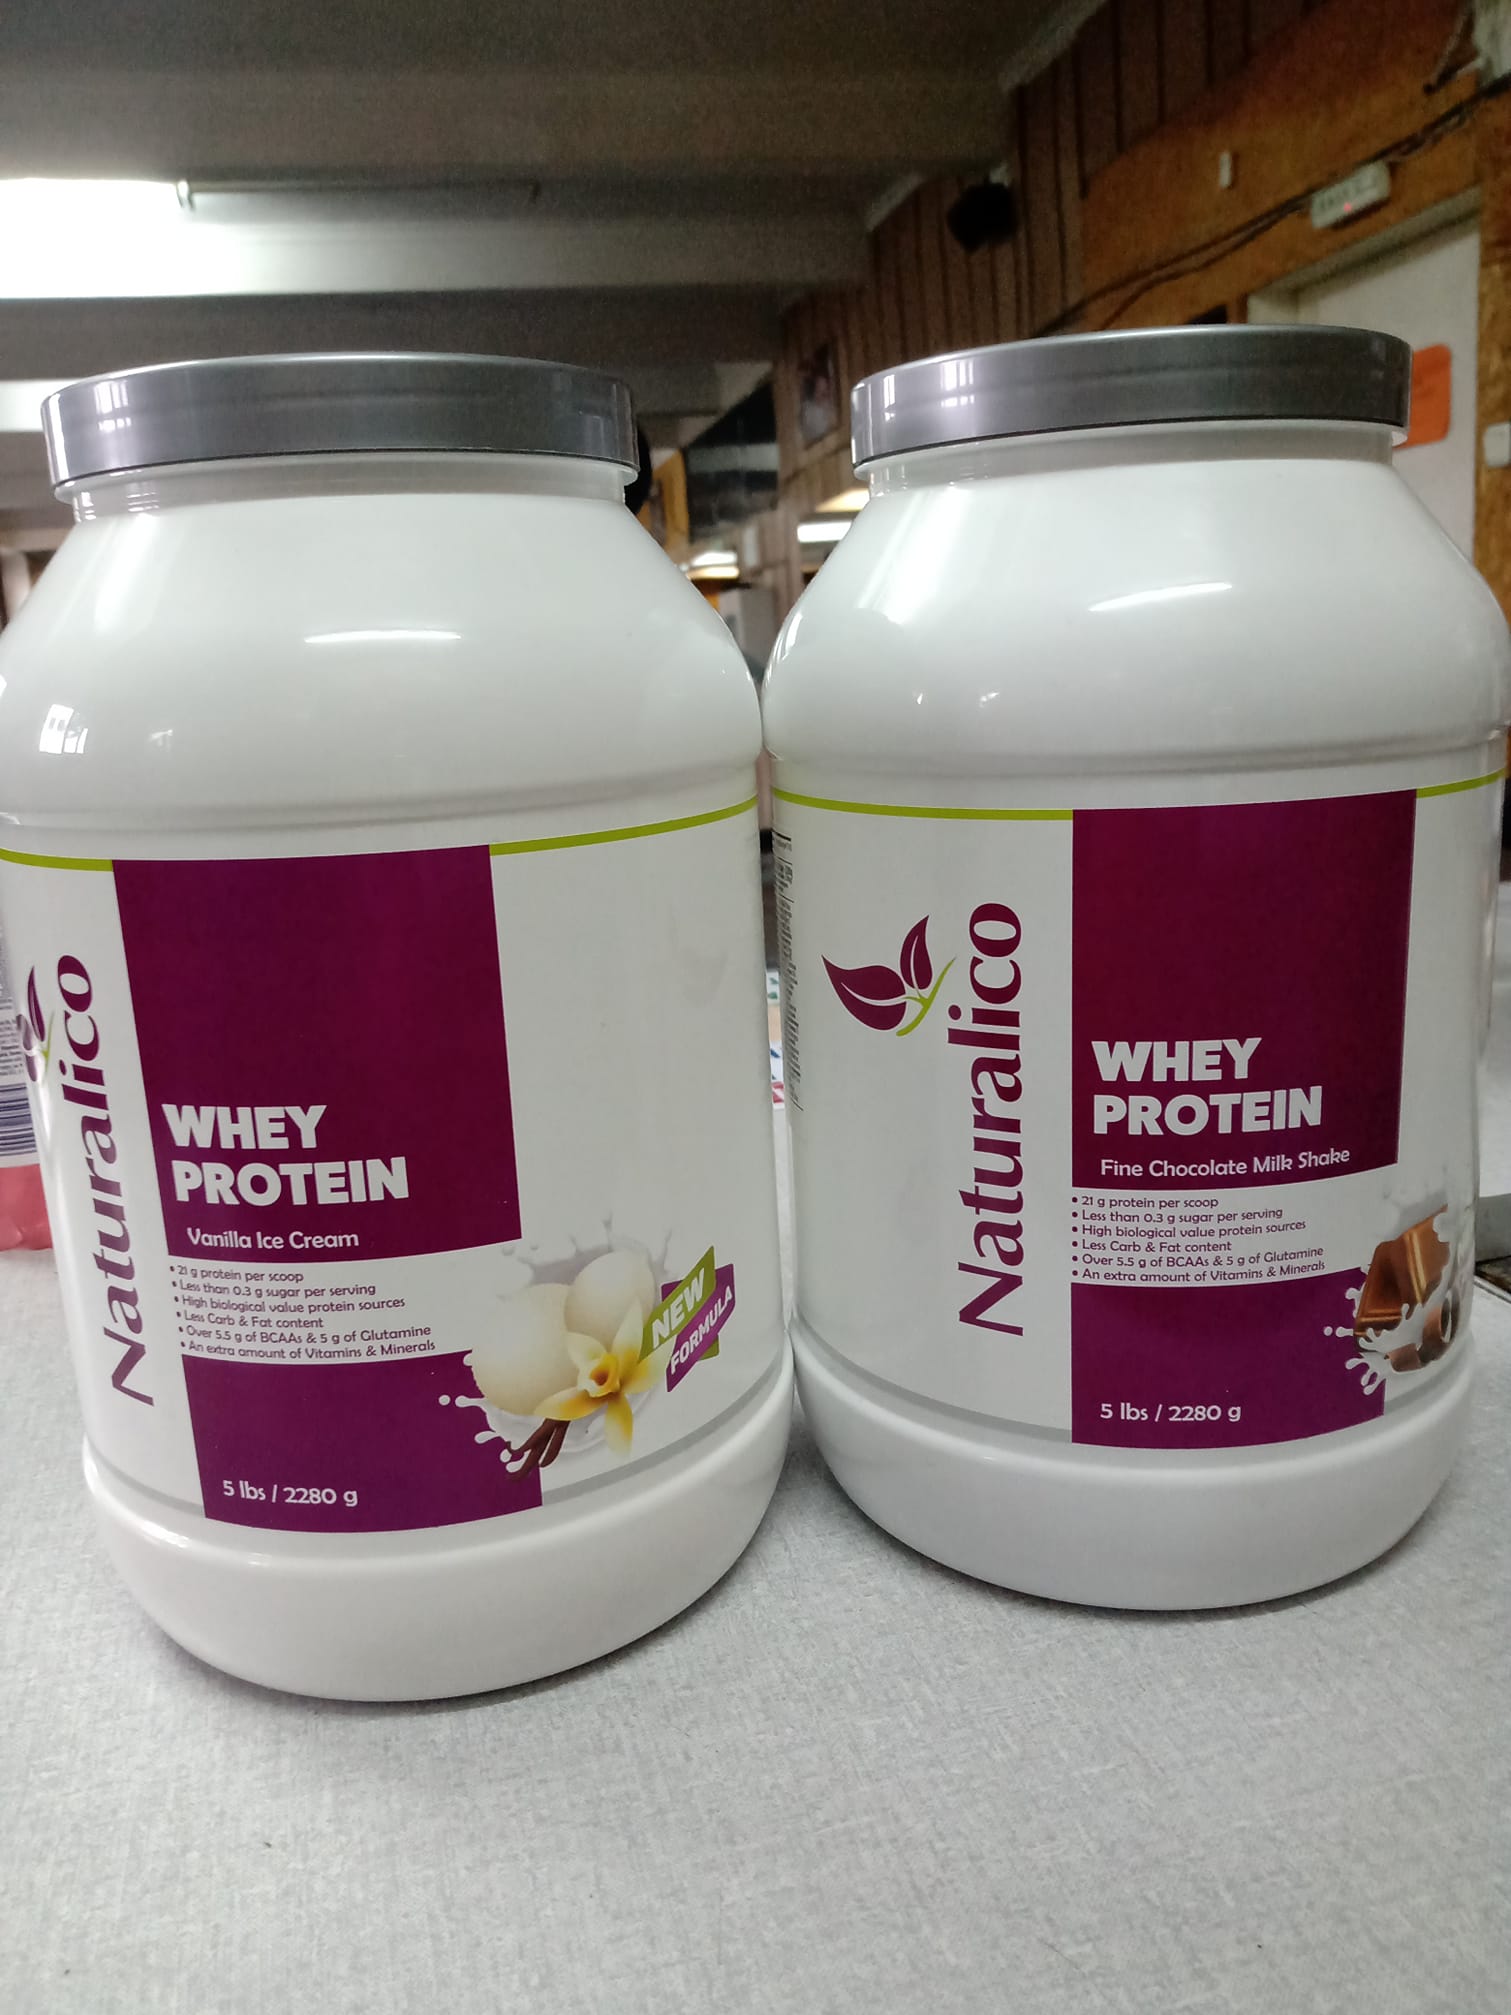 Naturalico
WHEY
PROTEIN
Vanilla Ice Cream
• 21 g protein per scoop
• Less than 0.3 g sugar per serving
• High biological value protein sources
• Less Carb & Fat content
• Over 5.5 g of BCAAs & 5 g of Glutamine
• An extra amount of Vitamins & Minerals
NEW
FORMULA
5 lbs / 2280 g
Naturalico
WHEY
PROTEIN
Fine Chocolate Milk Shake
• 21 g protein per scoop
• Less than 0.3 g sugar per serving
• High biological value protein sources
• Less Carb & Fat content
• Over 5.5 g of BCAAs & 5 g of Glutamine
• An extra amount of Vitamins & Minerals
5 lbs / 2280 g